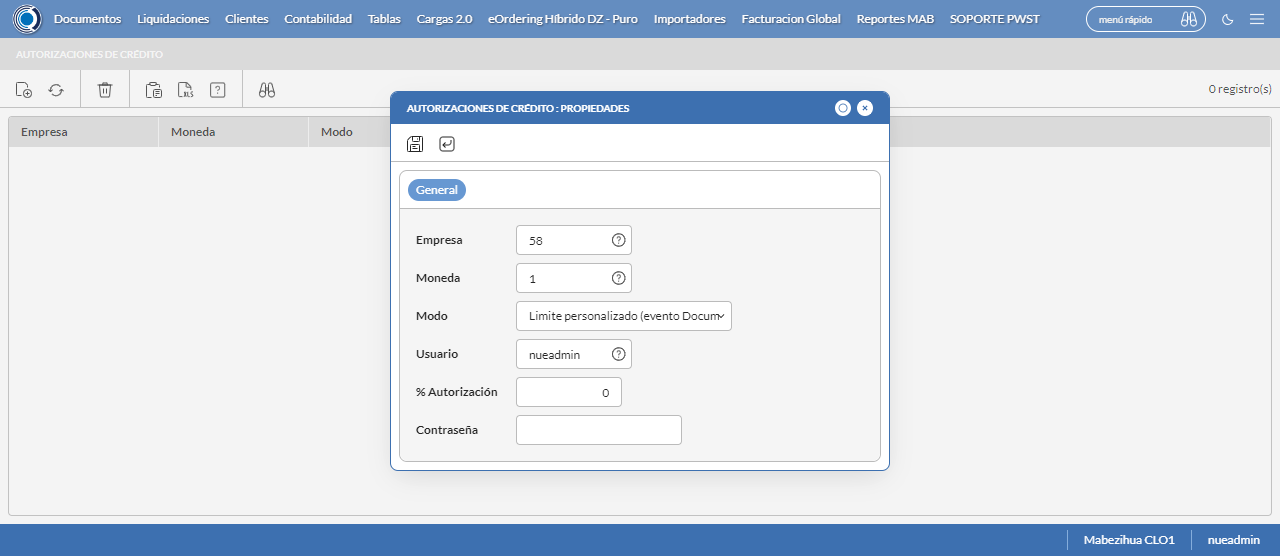 Documentos Liquidaciones Clientes Contabilidad Tablas Cargas 2.0 eOrdering Híbrido DZ - Puro Importadores Facturacion Global Reportes MAB SOPORTE PWST menú rápido
AUTORIZACIONES DE CRÉDITO
XLS ? 0 registro(s)
Empresa Moneda Modo
AUTORIZACIONES DE CRÉDITO : PROPIEDADES
General
Empresa 58 ?
Moneda 1 ?
Modo Limite personalizado (evento Docum
Usuario nueadmin ?
% Autorización 0
Contraseña
Mabezihua CLO1 nueadmin